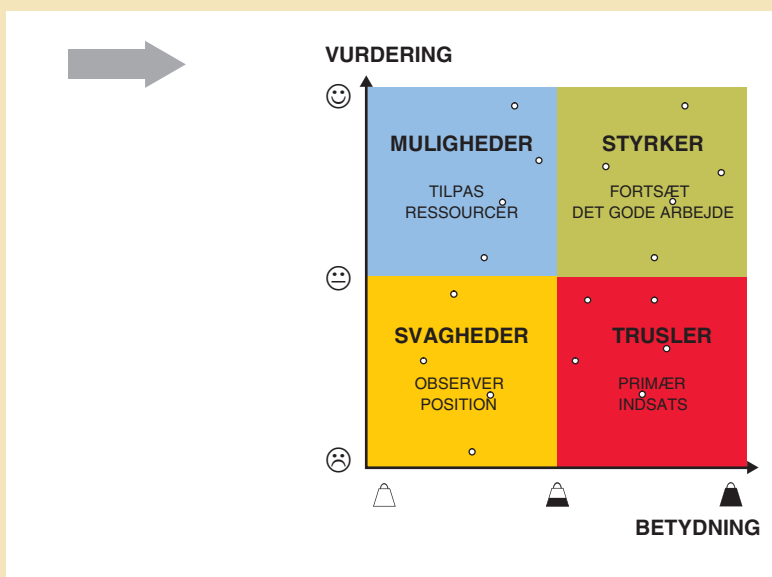 VURDERING
MULIGHEDER
TILPAS
RESSOURCER
STYRKER
FORTSÆT
DET GODE ARBEJDE
SVAGHEDER
OBSERVER
POSITION
TRUSLER
PRIMÆR
INDSATS
BETYDNING